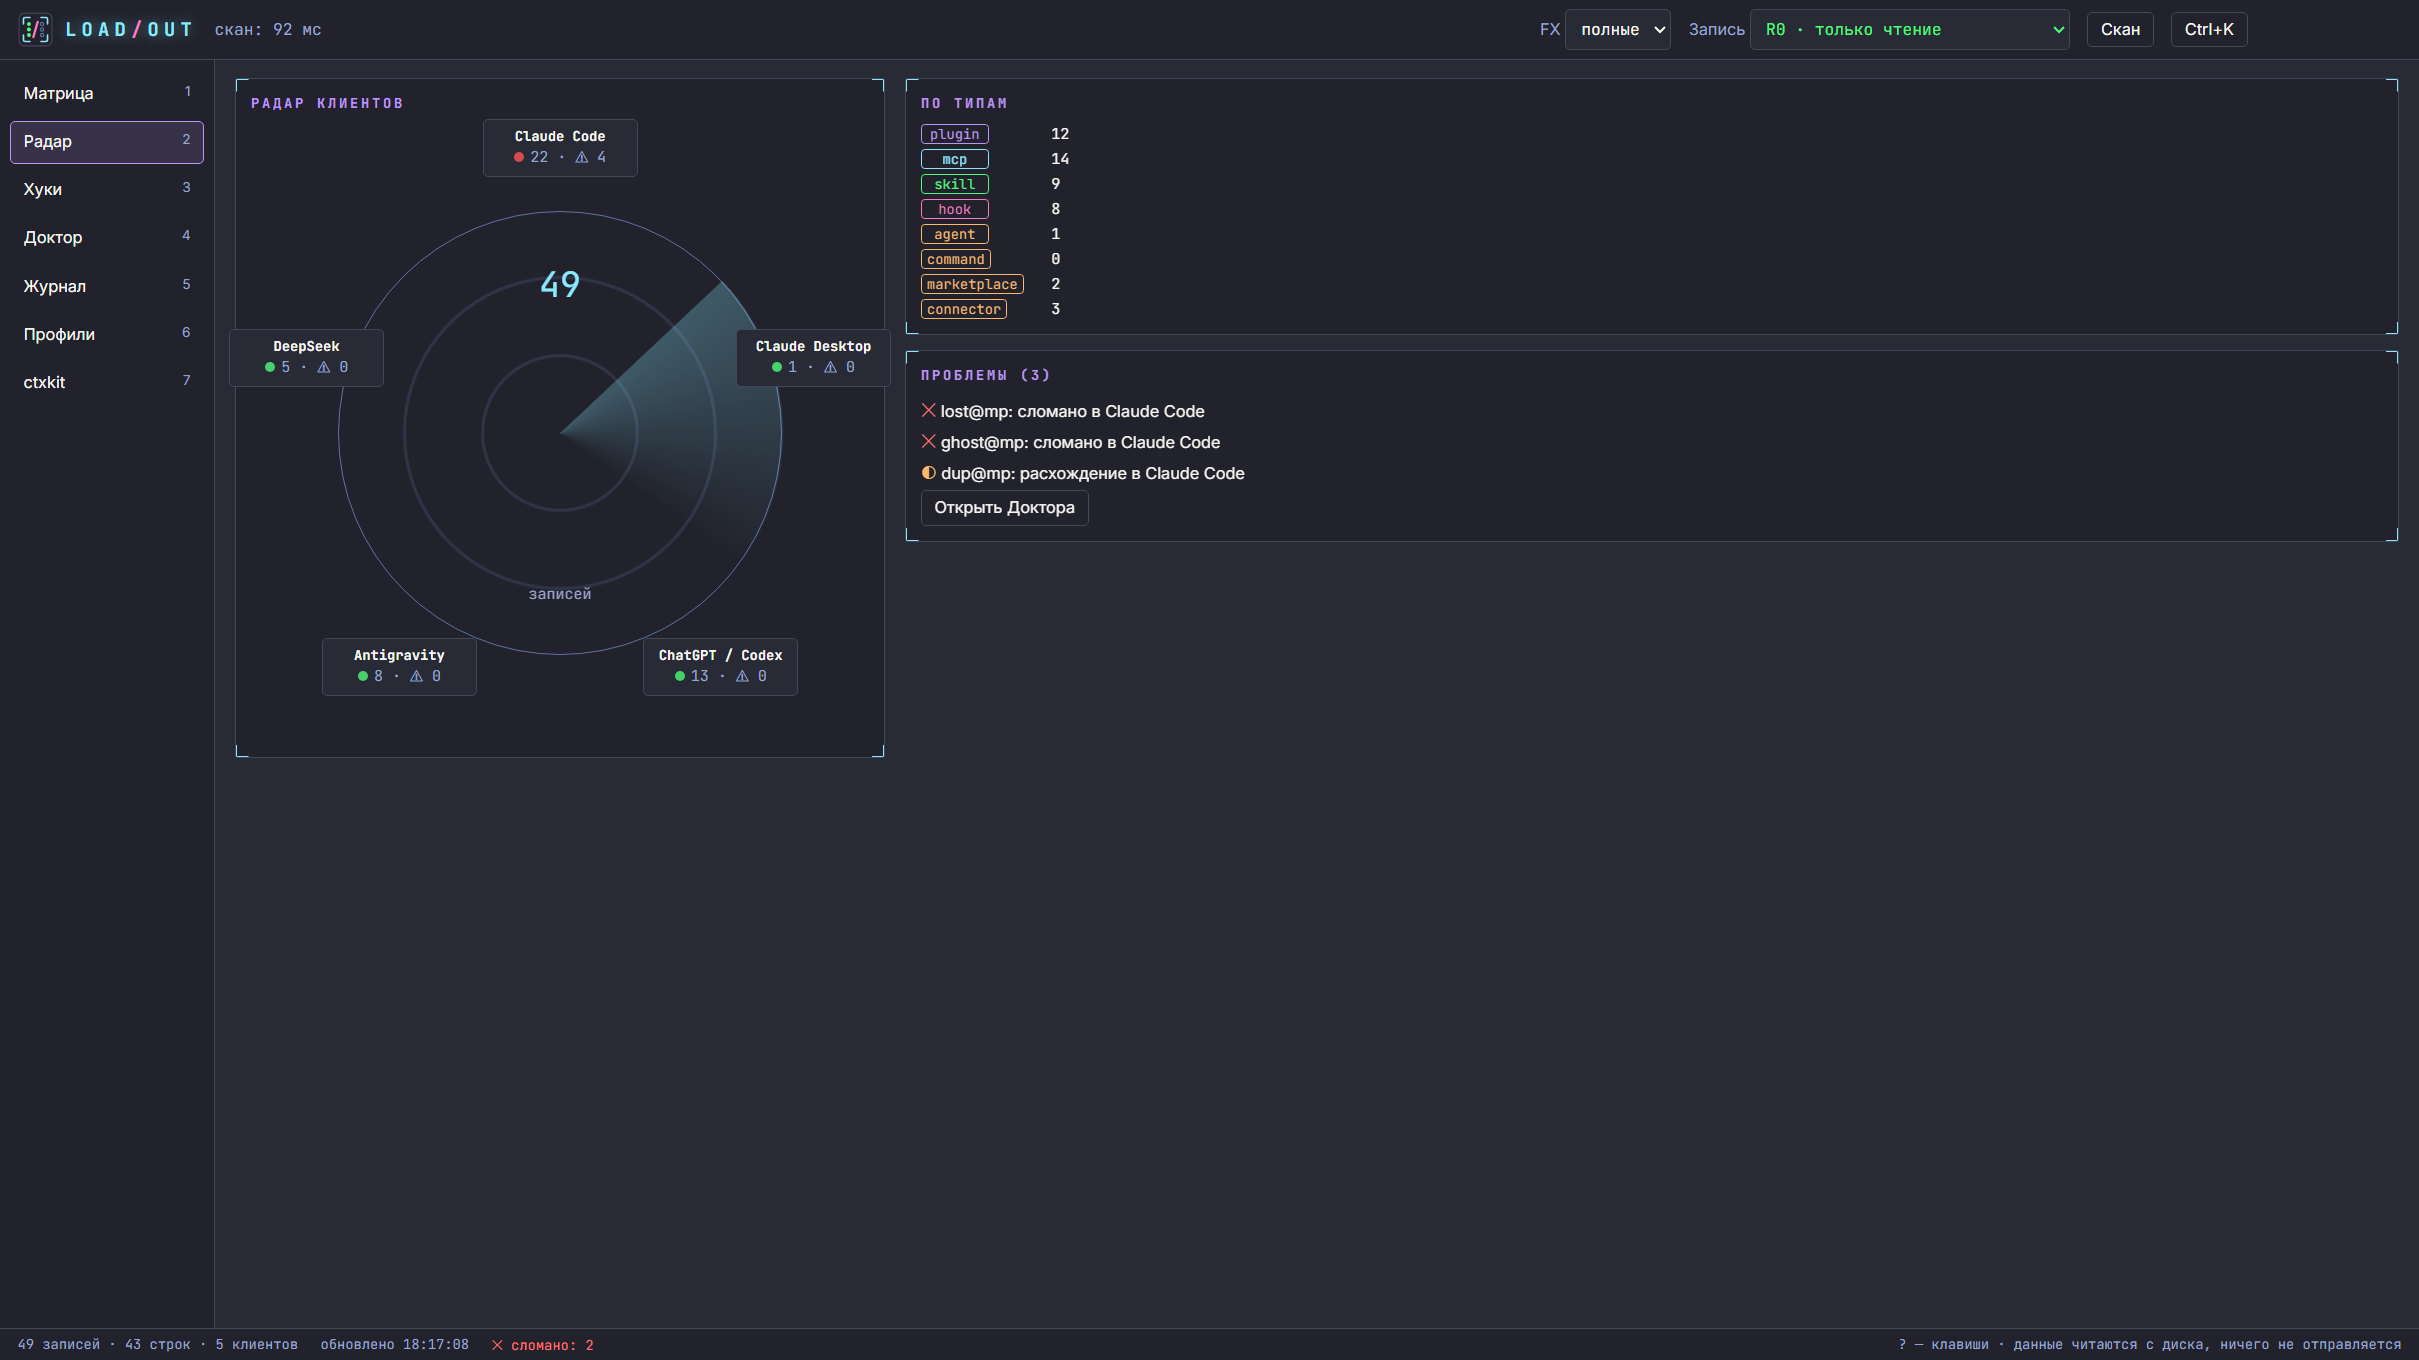 LOAD/OUT скан: 92 мс FX полные Запись R0 · только чтение Скан Ctrl+K
Матрица 1
Радар 2
Хуки 3
Доктор 4
Журнал 5
Профили 6
ctxkit 7
РАДАР КЛИЕНТОВ
Claude Code
22 · ⚠ 4
49
DeepSeek
5 · ⚠ 0
Claude Desktop
1 · ⚠ 0
записей
Antigravity
8 · ⚠ 0
ChatGPT / Codex
13 · ⚠ 0
ПО ТИПАМ
plugin 12
mcp 14
skill 9
hook 8
agent 1
command 0
marketplace 2
connector 3
ПРОБЛЕМЫ (3)
lost@mp: сломано в Claude Code
ghost@mp: сломано в Claude Code
dup@mp: расхождение в Claude Code
Открыть Доктора
49 записей · 43 строк · 5 клиентов обновлено 18:17:08 ✕ сломано: 2 ? — клавиши · данные читаются с диска, ничего не отправляется